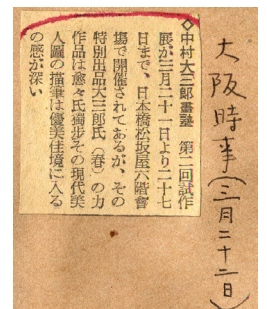 大阪時事(三月二十二日)
◇中村大三郎畫塾　第二回試作
展が三月二十一日より二十七
日まで、日本橋松坂屋六階會
場で開催されてあるが、その
特別出品大三郎氏（春）の力
作品は愈々氏獨步その現代美
人圖の描筆は優美佳境に入る
の感が深い